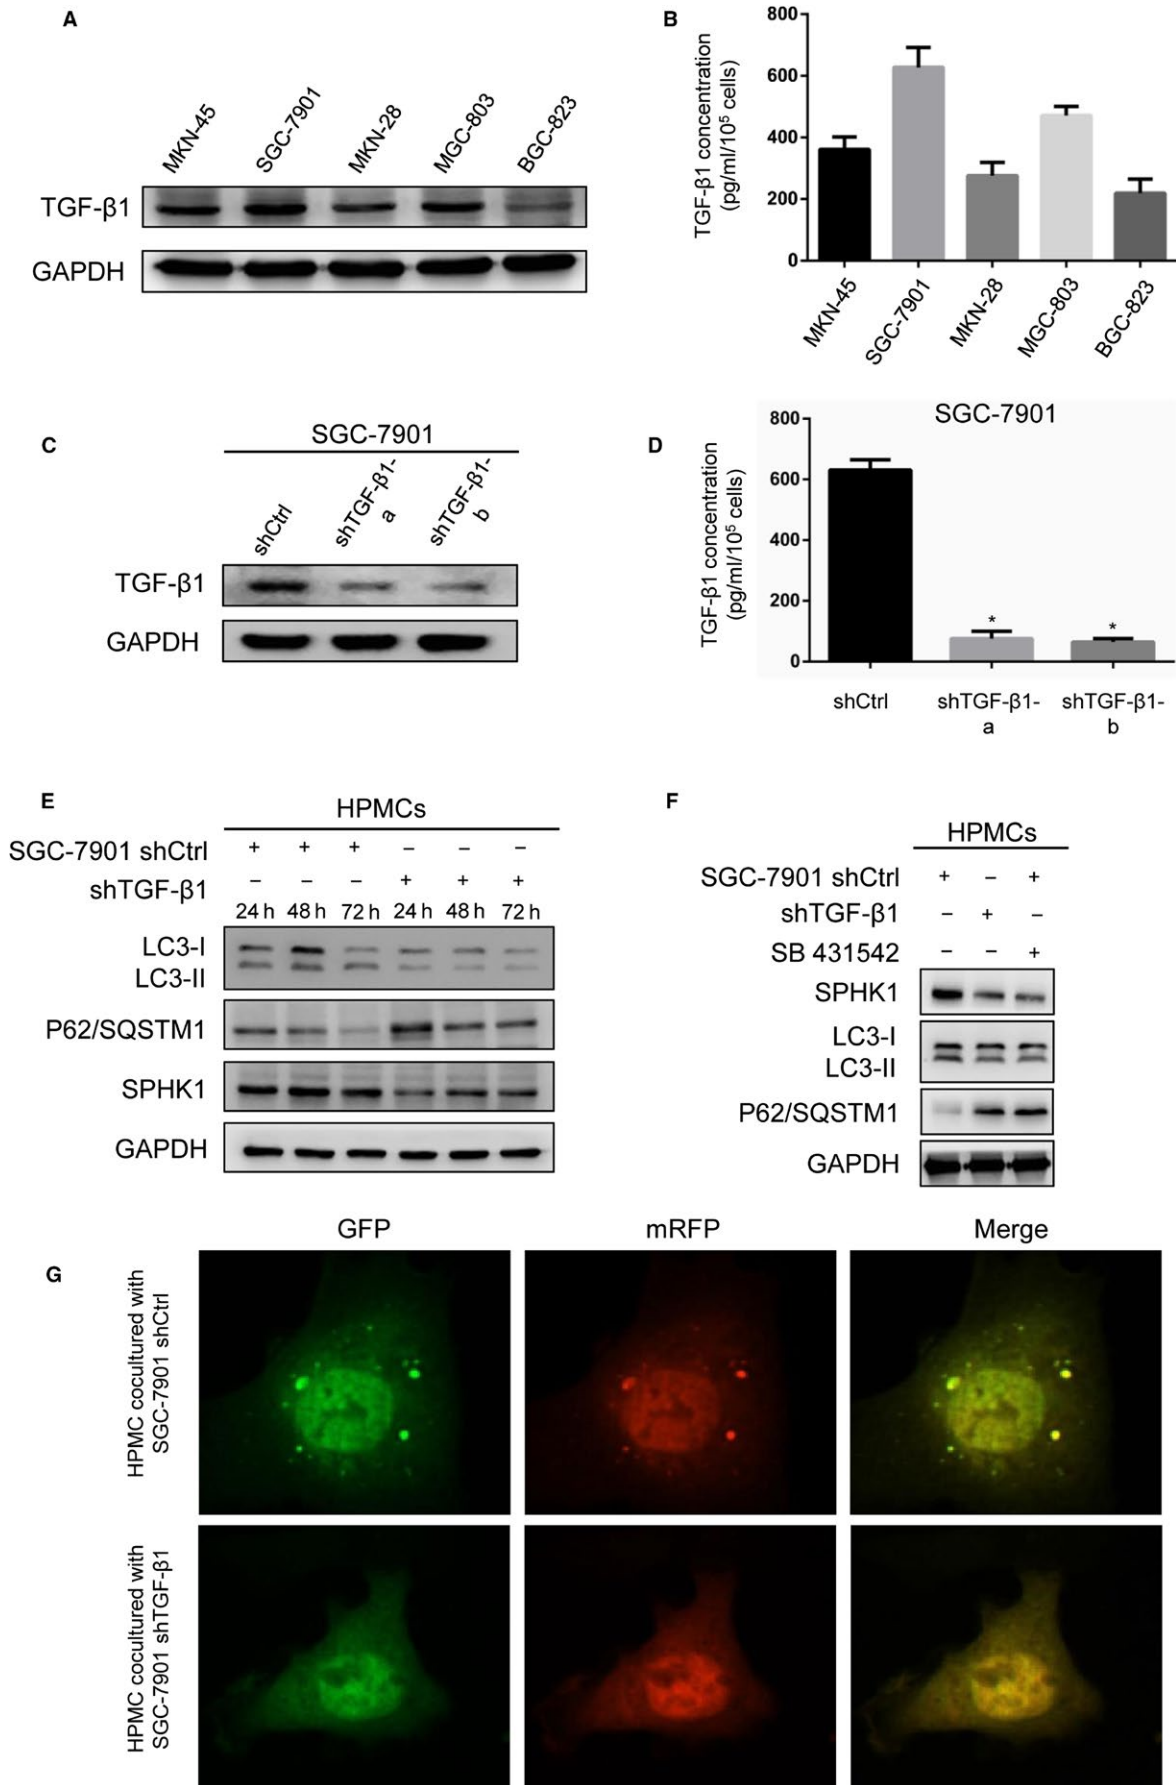 A
MKN-45
SGC-7901
MKN-28
MGC-803
BGC-823
TGF-β1
GAPDH
B
TGF-β1 concentration
(pg/ml/10⁵ cells)
800
600
400
200
0
MKN-45
SGC-7901
MKN-28
MGC-803
BGC-823
C
SGC-7901
shCtrl
shTGF-β1-
a
shTGF-β1-
b
TGF-β1
GAPDH
D
SGC-7901
TGF-β1 concentration
(pg/ml/10⁵ cells)
800
600
400
200
0
*
*
shCtrl
shTGF-β1-
a
shTGF-β1-
b
E
HPMCs
SGC-7901 shCtrl + + + – – –
shTGF-β1 – – – + + +
24 h 48 h 72 h 24 h 48 h 72 h
LC3-I
LC3-II
P62/SQSTM1
SPHK1
GAPDH
F
HPMCs
SGC-7901 shCtrl + – +
shTGF-β1 – + –
SB 431542 – – +
SPHK1
LC3-I
LC3-II
P62/SQSTM1
GAPDH
G
GFP
mRFP
Merge
HPMC cocultured with
SGC-7901 shCtrl
HPMC cocultured with
SGC-7901 shTGF-β1